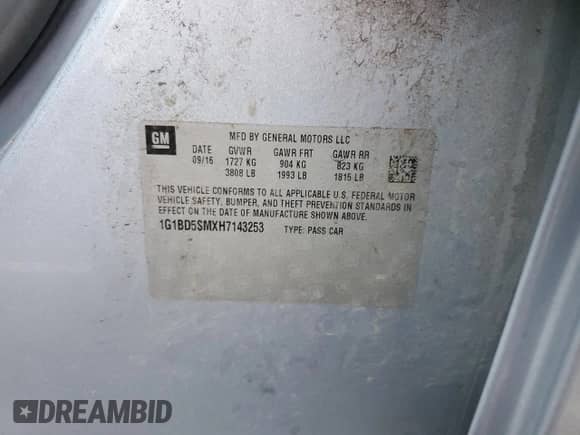 GM
MFD BY GENERAL MOTORS LLC
DATE GVWR GAWR FRT GAWR RR
09/16 1727 KG 904 KG 823 KG
3808 LB 1993 LB 1815 LB
THIS VEHICLE CONFORMS TO ALL APPLICABLE U.S. FEDERAL MOTOR
VEHICLE SAFETY, BUMPER, AND THEFT PREVENTION STANDARDS IN
EFFECT ON THE DATE OF MANUFACTURE SHOWN ABOVE.
1G1BD5SMXH7143253 TYPE: PASS CAR
DREAMBID